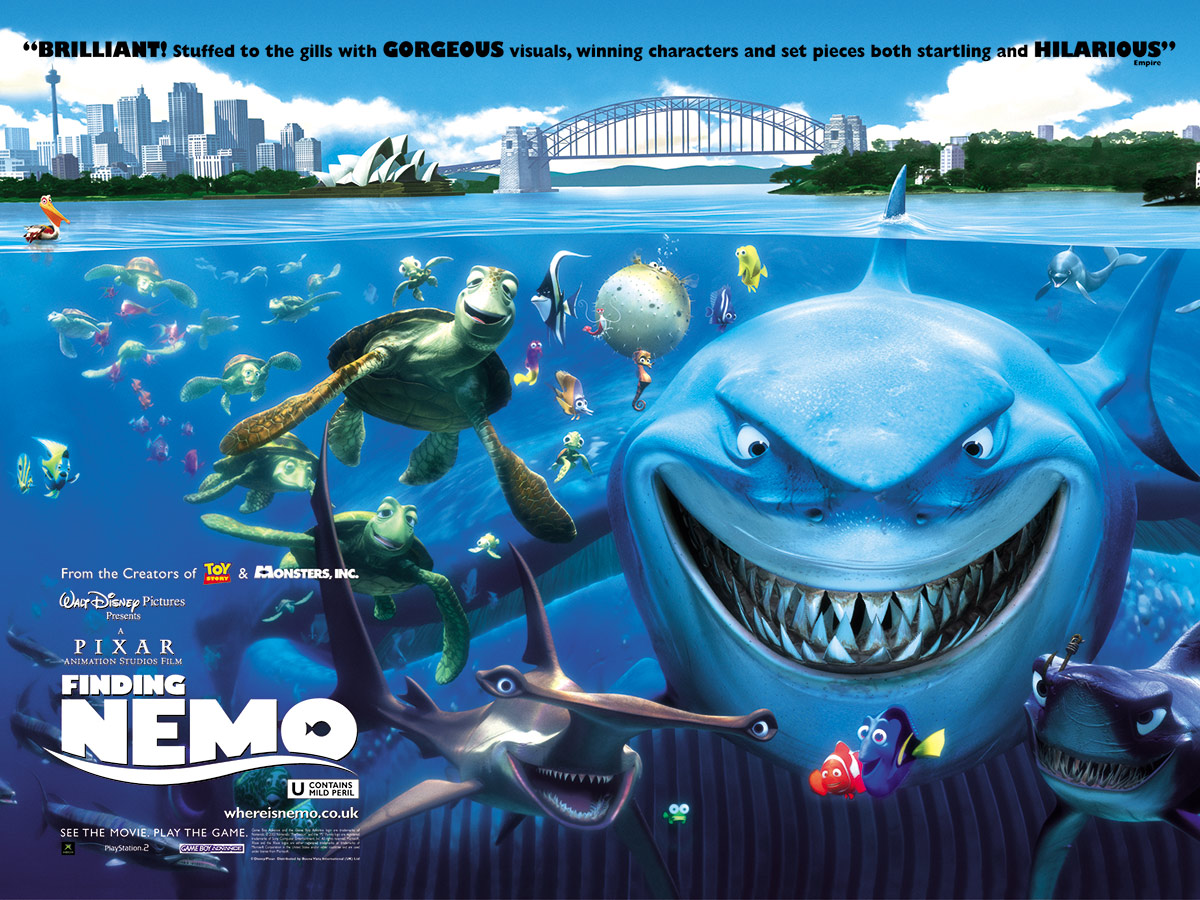 “BRILLIANT! Stuffed to the gills with GORGEOUS visuals, winning characters and set pieces both startling and HILARIOUS”
Empire
From the Creators of TOY STORY & MONSTERS, INC.
WALT DISNEY Pictures
Presents
A
PIXAR
ANIMATION STUDIOS FILM
FINDING
NEMO
U CONTAINS
MILD PERIL
whereisnemo.co.uk
SEE THE MOVIE. PLAY THE GAME.
XBOX PlayStation.2 GAME BOY ADVANCE